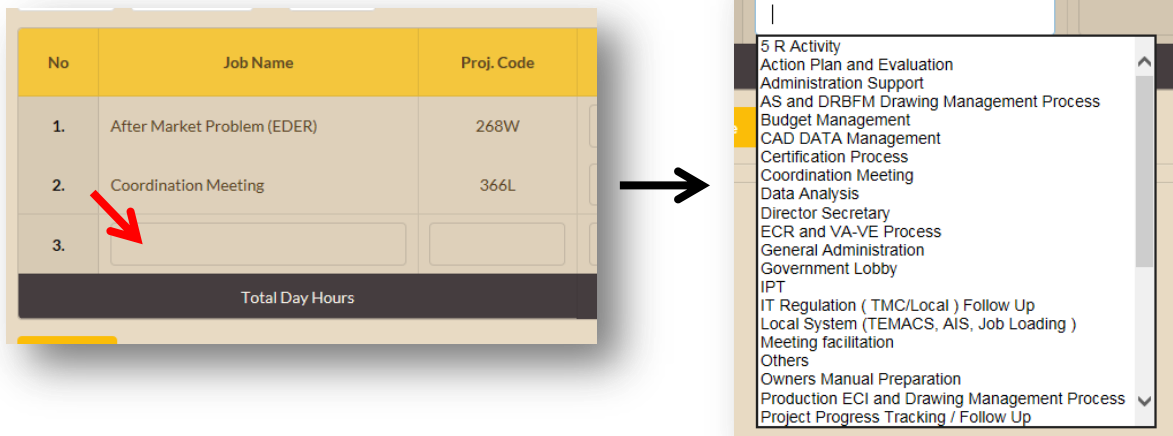 No Job Name Proj. Code
1. After Market Problem (EDER) 268W
2. Coordination Meeting 366L
3.
Total Day Hours
5 R Activity
Action Plan and Evaluation
Administration Support
AS and DRBFM Drawing Management Process
Budget Management
CAD DATA Management
Certification Process
Coordination Meeting
Data Analysis
Director Secretary
ECR and VA-VE Process
General Administration
Government Lobby
IPT
IT Regulation ( TMC/Local ) Follow Up
Local System (TEMACS, AIS, Job Loading )
Meeting facilitation
Others
Owners Manual Preparation
Production ECI and Drawing Management Process
Project Progress Tracking / Follow Up